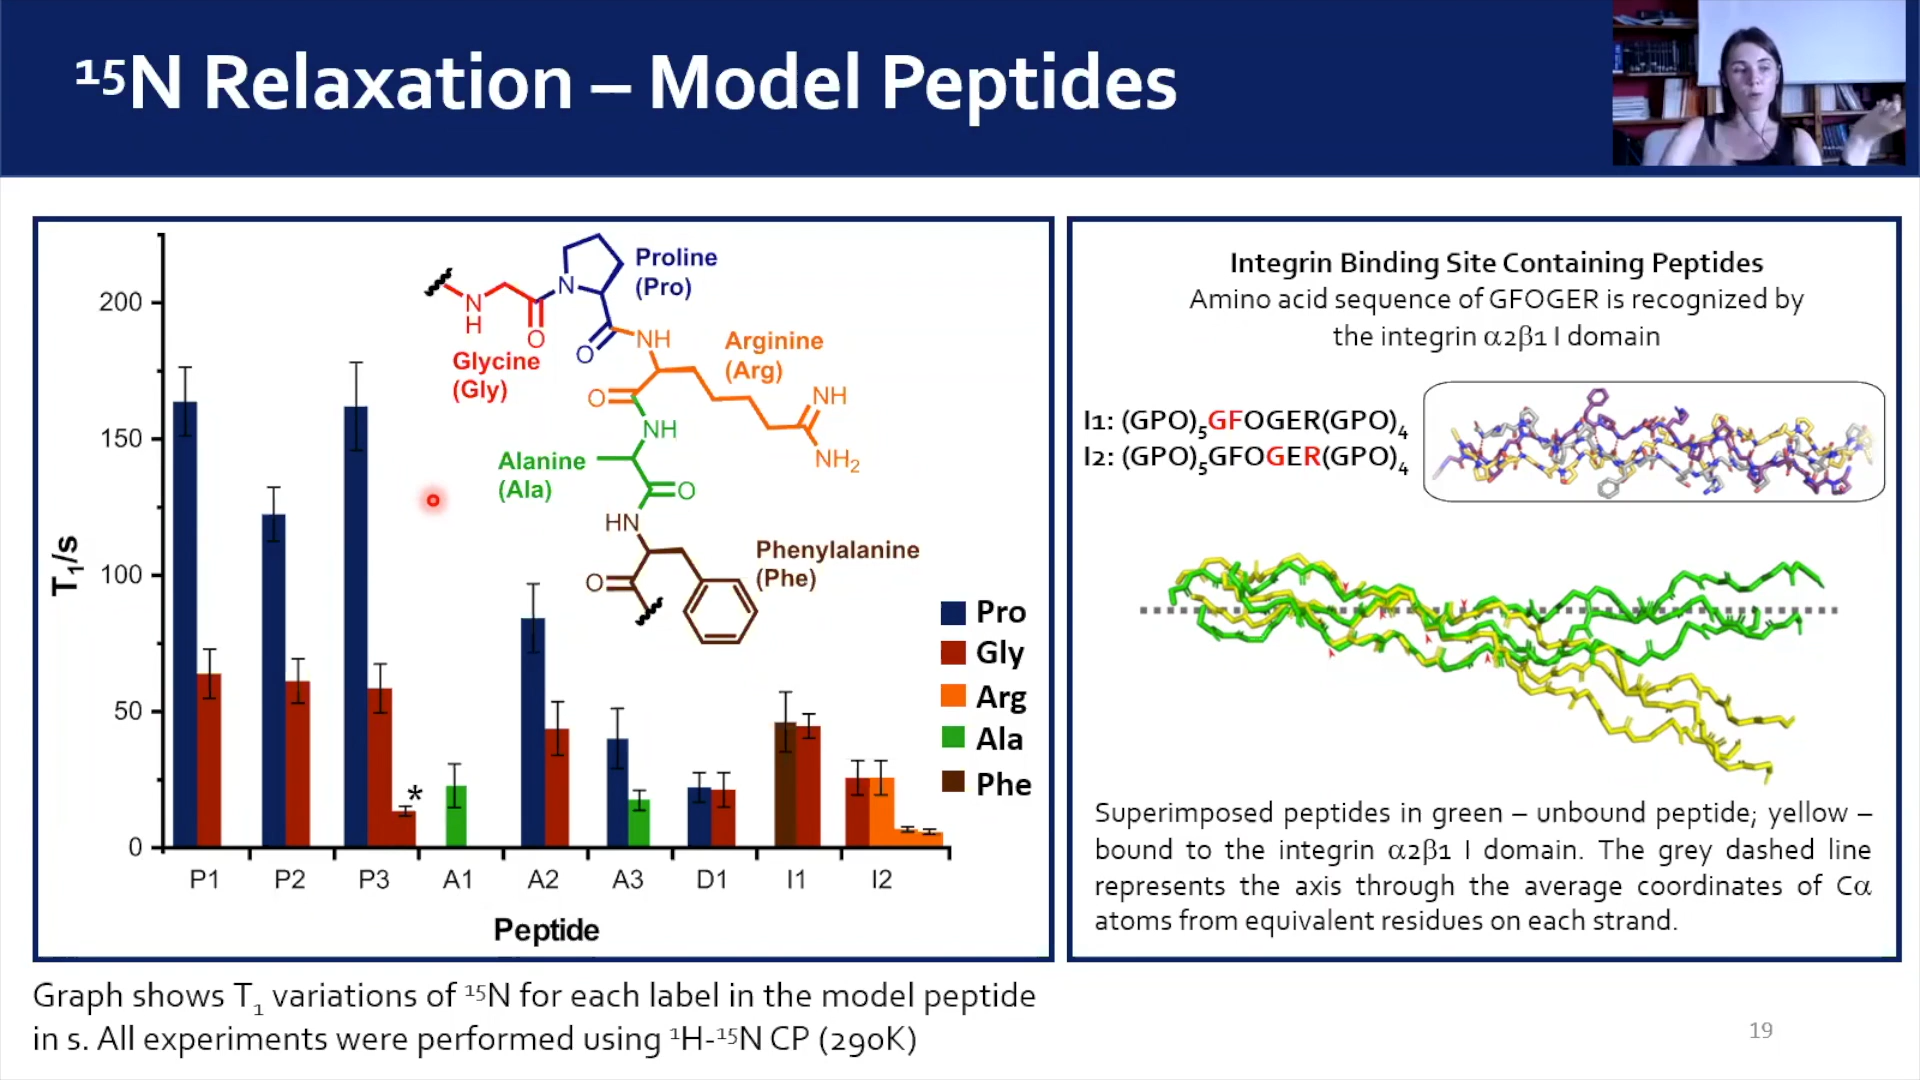 ¹⁵N Relaxation – Model Peptides
T₁/s
200
150
100
50
0
N
H
O
N
O
NH
O
NH
NH₂
NH
O
HN
O
Proline
(Pro)
Glycine
(Gly)
Arginine
(Arg)
Alanine
(Ala)
Phenylalanine
(Phe)
Pro
Gly
Arg
Ala
Phe
*
P1 P2 P3 A1 A2 A3 D1 I1 I2
Peptide
Graph shows T₁ variations of ¹⁵N for each label in the model peptide
in s. All experiments were performed using ¹H-¹⁵N CP (290K)
Integrin Binding Site Containing Peptides
Amino acid sequence of GFOGER is recognized by
the integrin α2β1 I domain
I1: (GPO)₅GFOGER(GPO)₄
I2: (GPO)₅GFOGER(GPO)₄
Superimposed peptides in green – unbound peptide; yellow –
bound to the integrin α2β1 I domain. The grey dashed line
represents the axis through the average coordinates of Cα
atoms from equivalent residues on each strand.
19